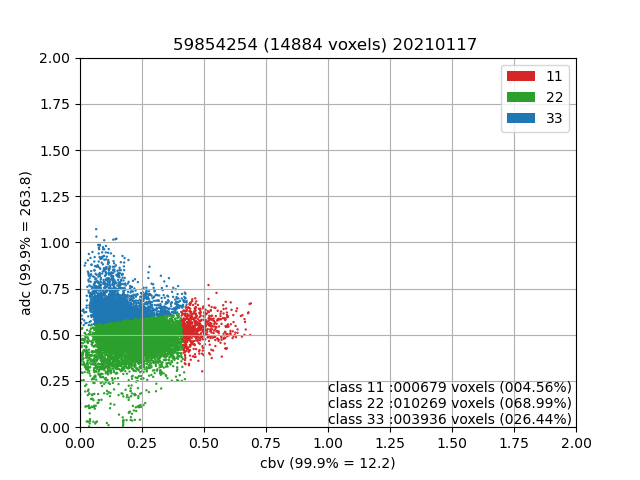 59854254 (14884 voxels) 20210117
2.00
1.75
1.50
1.25
1.00
0.75
0.50
0.25
0.00
adc (99.9% = 263.8)
11
22
33
class 11 :000679 voxels (004.56%)
class 22 :010269 voxels (068.99%)
class 33 :003936 voxels (026.44%)
0.00 0.25 0.50 0.75 1.00 1.25 1.50 1.75 2.00
cbv (99.9% = 12.2)